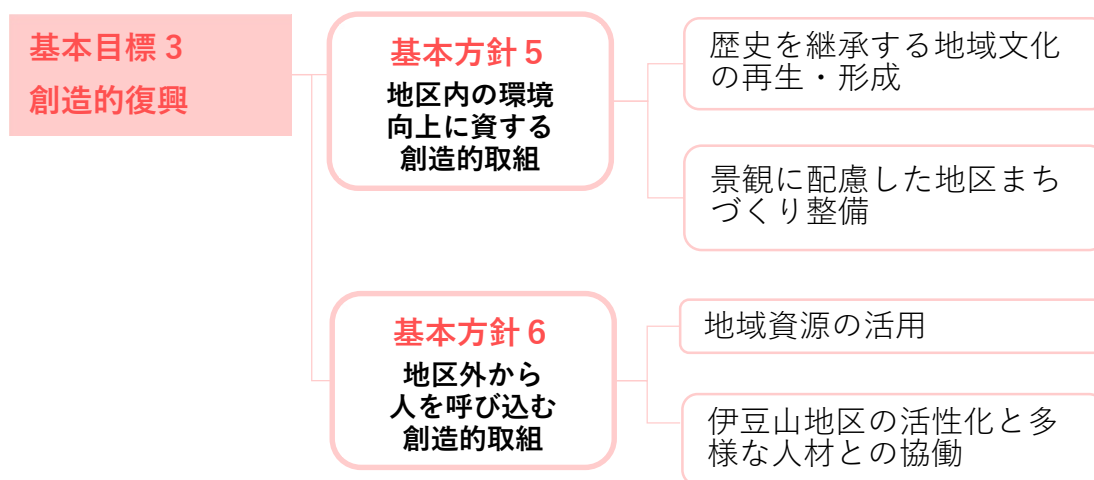 基本目標３
創造的復興
基本方針５
地区内の環境
向上に資する
創造的取組
歴史を継承する地域文化
の再生・形成
景観に配慮した地区まち
づくり整備
基本方針６
地区外から
人を呼び込む
創造的取組
地域資源の活用
伊豆山地区の活性化と多
様な人材との協働